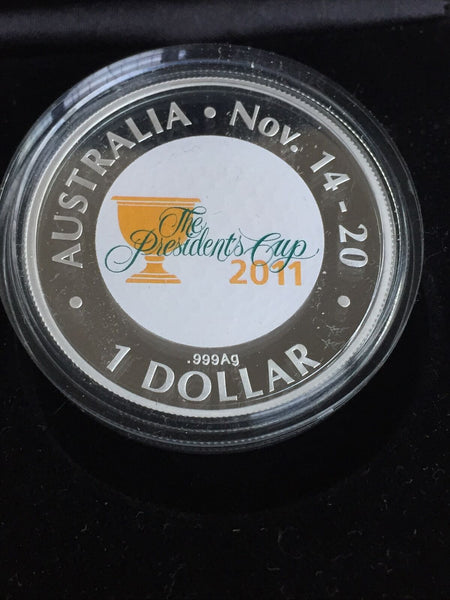 AUSTRALIA • Nov. 14-20 •
The
Presidents Cup
2011
.999Ag
• 1 DOLLAR